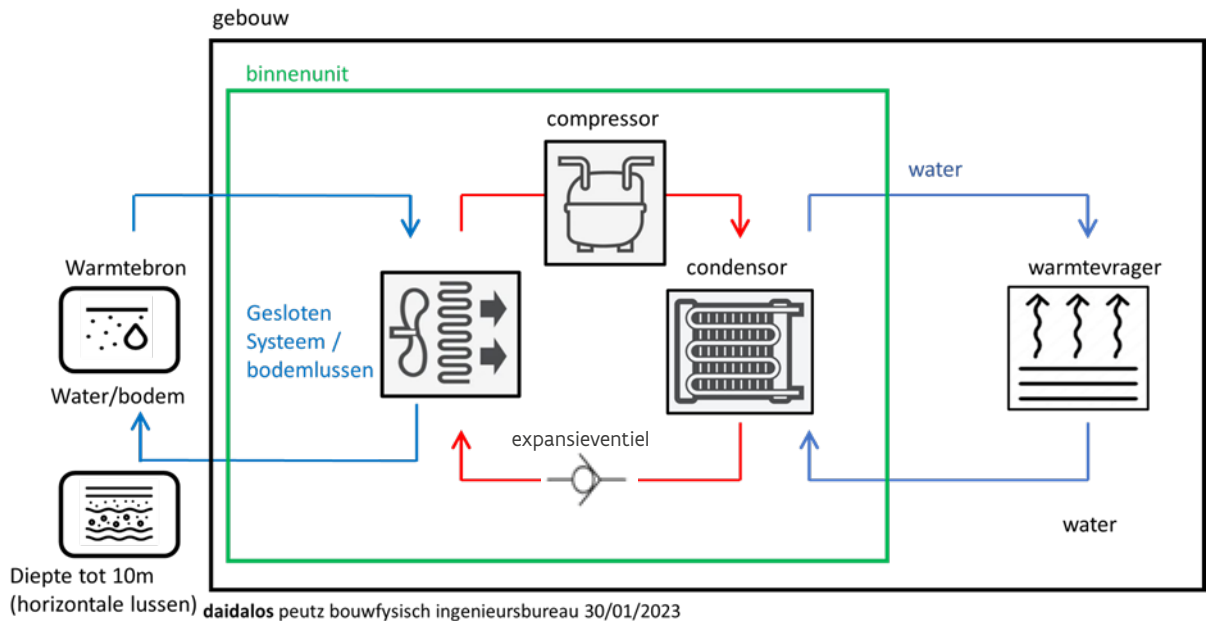 gebouw
binnenunit
compressor
water
Warmtebron
condensor
warmtevrager
Gesloten
Systeem /
bodemlussen
Water/bodem
expansieventiel
water
Diepte tot 10m
(horizontale lussen)
daidalos peutz bouwfysisch ingenieursbureau 30/01/2023